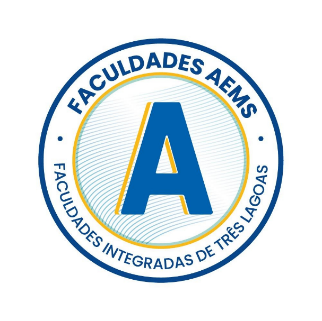 FACULDADES AEMS
A
FACULDADES INTEGRADAS DE TRÊS LAGOAS